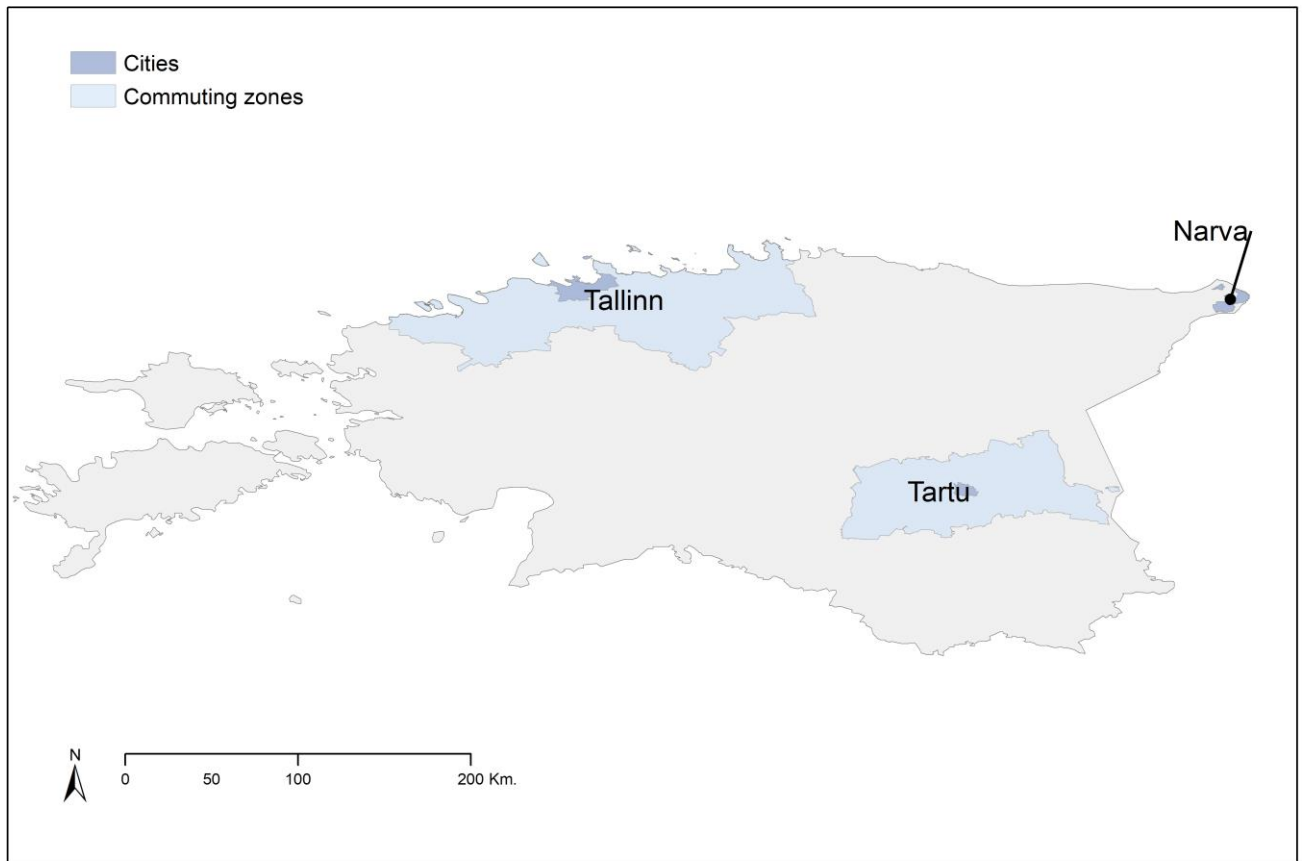 Cities
Commuting zones
Narva
Tallinn
Tartu
N
0 50 100 200 Km.